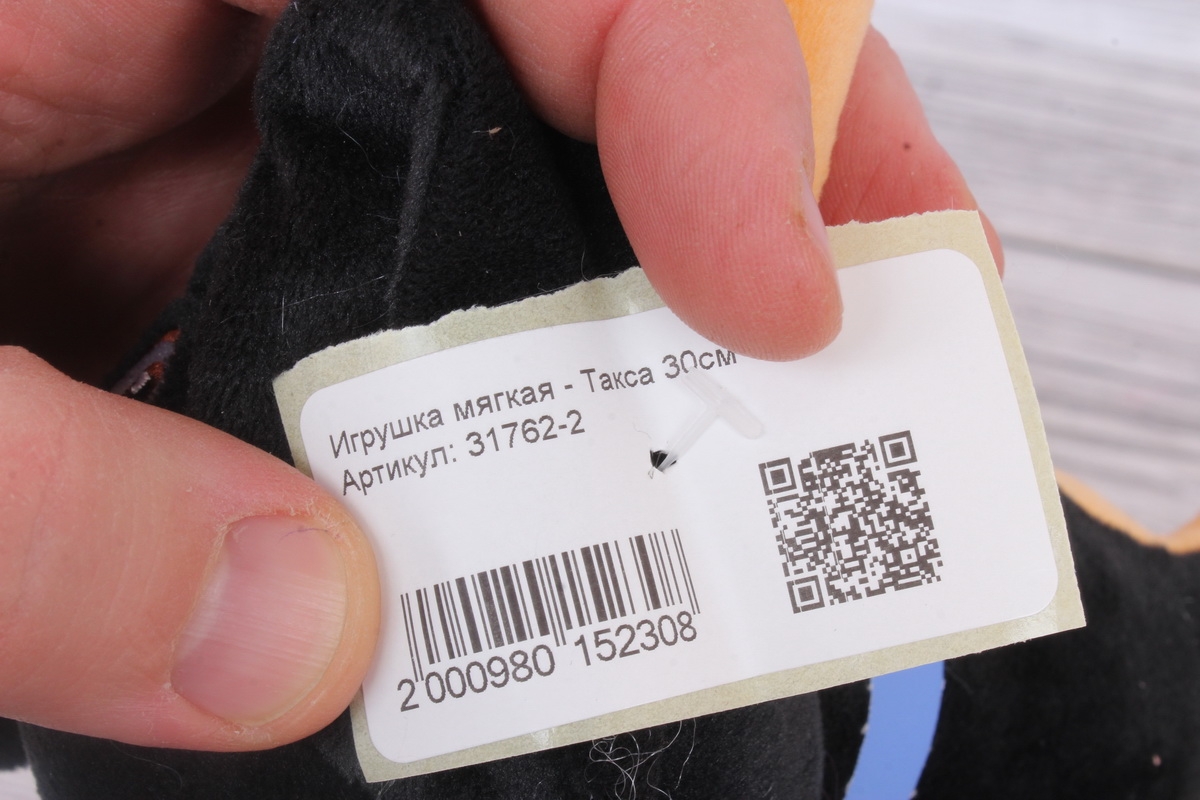 Игрушка мягкая - Такса 30см
Артикул: 31762-2
2 000980 152308